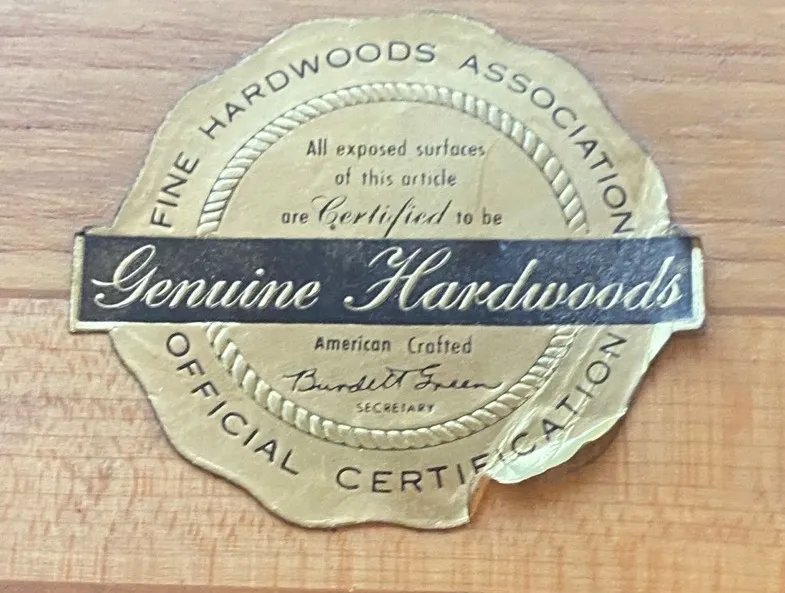 FINE HARDWOODS ASSOCIATION
All exposed surfaces
of this article
are Certified to be
Genuine Hardwoods
American Crafted
Burdett Green
SECRETARY
OFFICIAL CERTIFICATION